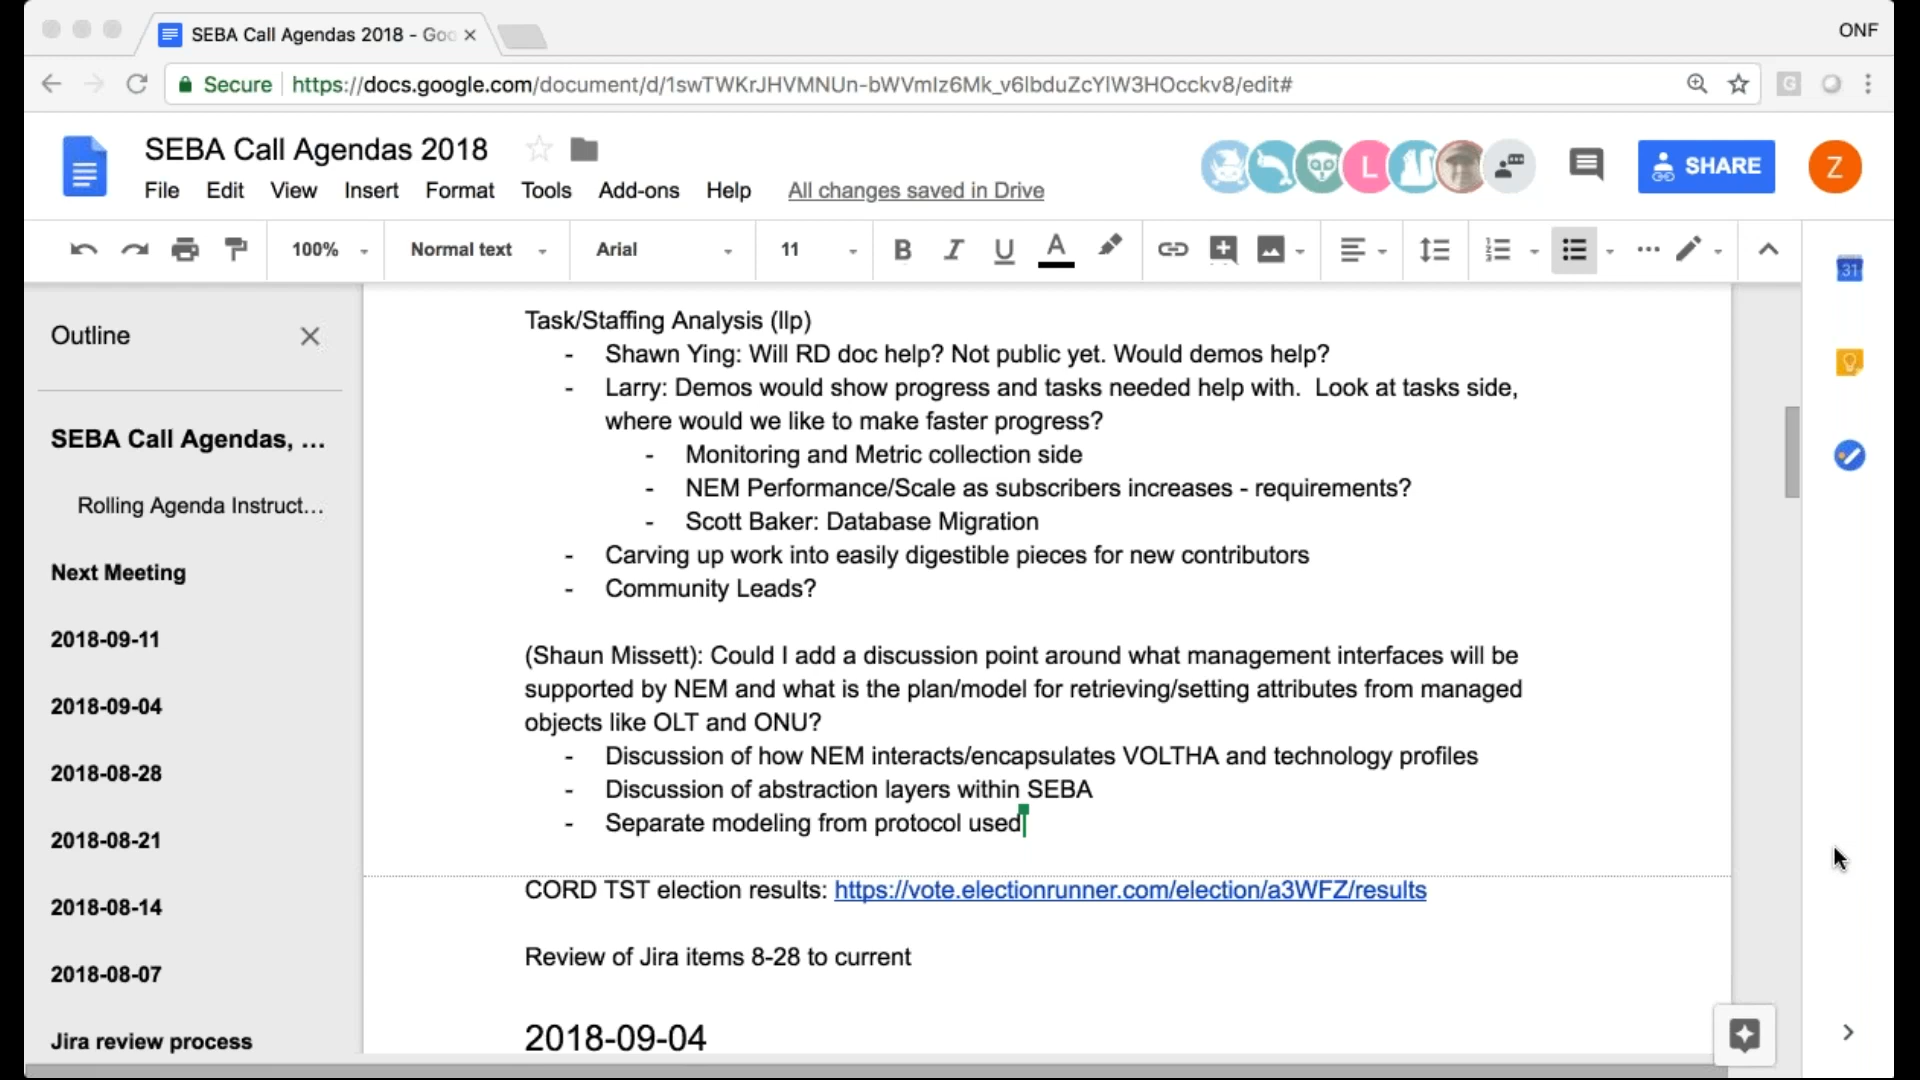 SEBA Call Agendas 2018 - Goo
ONF
Secure
https://docs.google.com/document/d/1swTWKrJHVMNUn-bWVmIz6Mk_v6lbduZcYlW3HOcckv8/edit#
G
SEBA Call Agendas 2018
File Edit View Insert Format Tools Add-ons Help All changes saved in Drive
L
SHARE
Z
100% Normal text Arial 11 B I U A
31
Outline
SEBA Call Agendas, ...
Rolling Agenda Instruct...
Next Meeting
2018-09-11
2018-09-04
2018-08-28
2018-08-21
2018-08-14
2018-08-07
Jira review process
Task/Staffing Analysis (llp)
- Shawn Ying: Will RD doc help? Not public yet. Would demos help?
- Larry: Demos would show progress and tasks needed help with. Look at tasks side,
where would we like to make faster progress?
- Monitoring and Metric collection side
- NEM Performance/Scale as subscribers increases - requirements?
- Scott Baker: Database Migration
- Carving up work into easily digestible pieces for new contributors
- Community Leads?
(Shaun Missett): Could I add a discussion point around what management interfaces will be
supported by NEM and what is the plan/model for retrieving/setting attributes from managed
objects like OLT and ONU?
- Discussion of how NEM interacts/encapsulates VOLTHA and technology profiles
- Discussion of abstraction layers within SEBA
- Separate modeling from protocol used
CORD TST election results: https://vote.electionrunner.com/election/a3WFZ/results
Review of Jira items 8-28 to current
2018-09-04